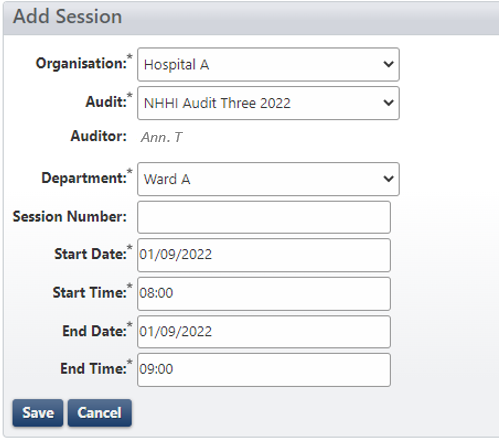 Add Session
Organisation:* Hospital A
Audit:* NHHI Audit Three 2022
Auditor: Ann. T
Department:* Ward A
Session Number:
Start Date:* 01/09/2022
Start Time:* 08:00
End Date:* 01/09/2022
End Time:* 09:00
Save Cancel